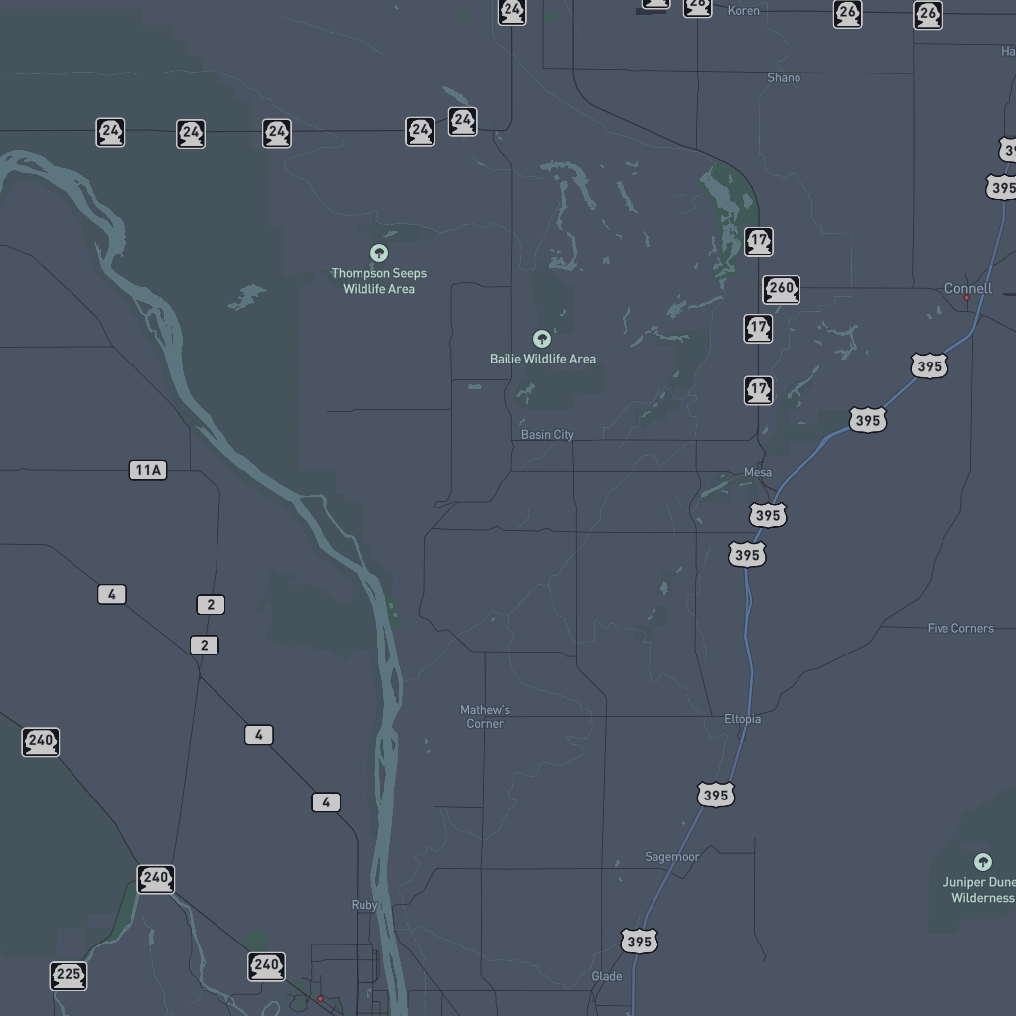 24
26
Koren
26
26
Shano
24
24
24
24
24
395
17
Thompson Seeps
Wildlife Area
260
Connell
17
Bailie Wildlife Area
395
17
395
Basin City
11A
Mesa
395
395
4
2
Five Corners
2
Mathew's
Corner
Eltopia
240
4
395
4
Sagemoor
240
Juniper Dune
Wilderness
Ruby
395
240
225
Glade